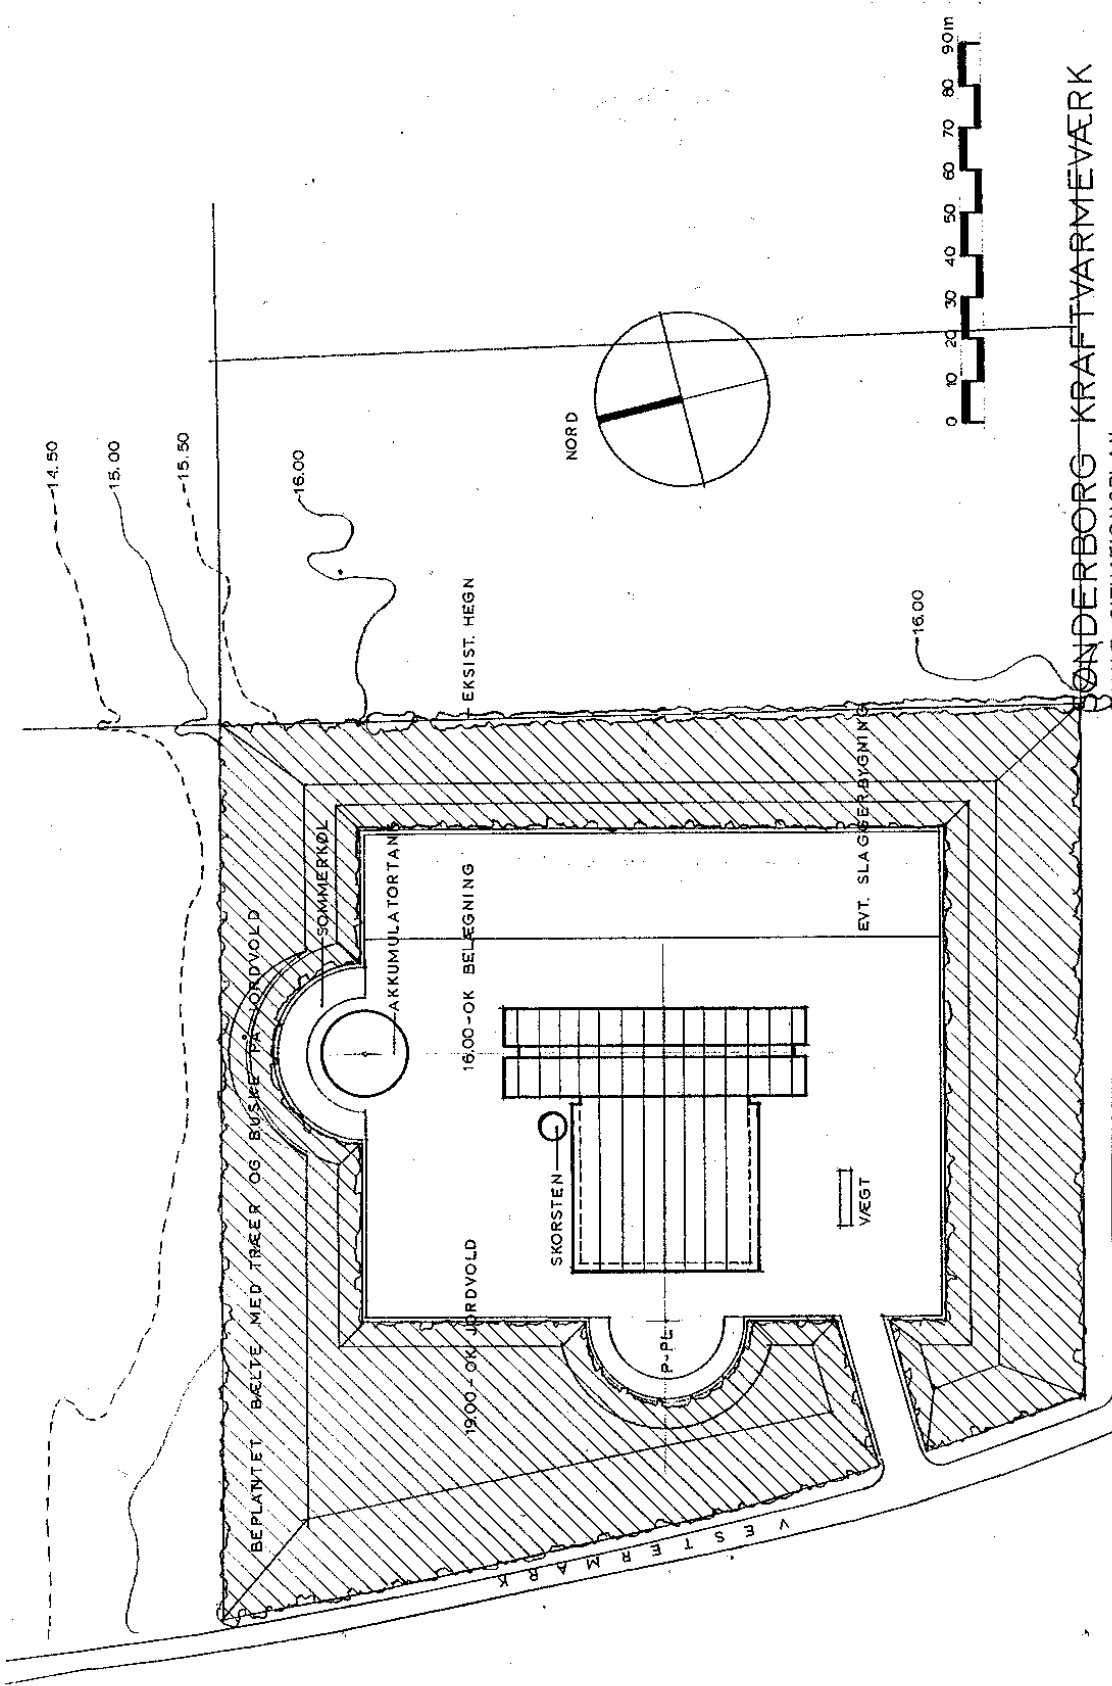 14.50
15.00
15.50
16.00
NORD
0 10 20 30 40 50 60 70 80 90m
EKSIST. HEGN
16.00
BEPLANTET BÆLTE MED TRÆER OG BUSKE PÅ JORDVOLD
SOMMERKØL
AKKUMULATORTAN
16.00-OK BELÆGNING
EVT. SLAGGERBYGNING
19.00-OK JORDVOLD
SKORSTEN
VÆGT
P-PL
VESTERMARK
ØNDERBORG KRAFTVARMEVÆRK